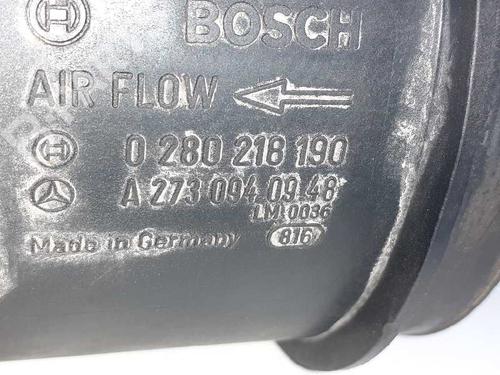 BOSCH
AIR FLOW
0 280 218 190
A 273 094 09 48
LM 0036
Made in Germany 816